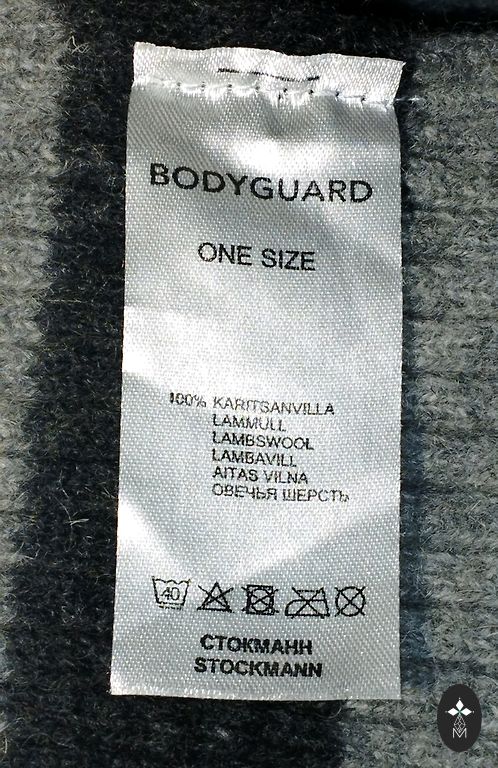 BODYGUARD
ONE SIZE
100% KARITSANVILLA
LAMMULL
LAMBSWOOL
LAMBAVILL
AITAS VILNA
ОВЕЧЬЯ ШЕРСТЬ
40
СТОКМАНН
STOCKMANN
M